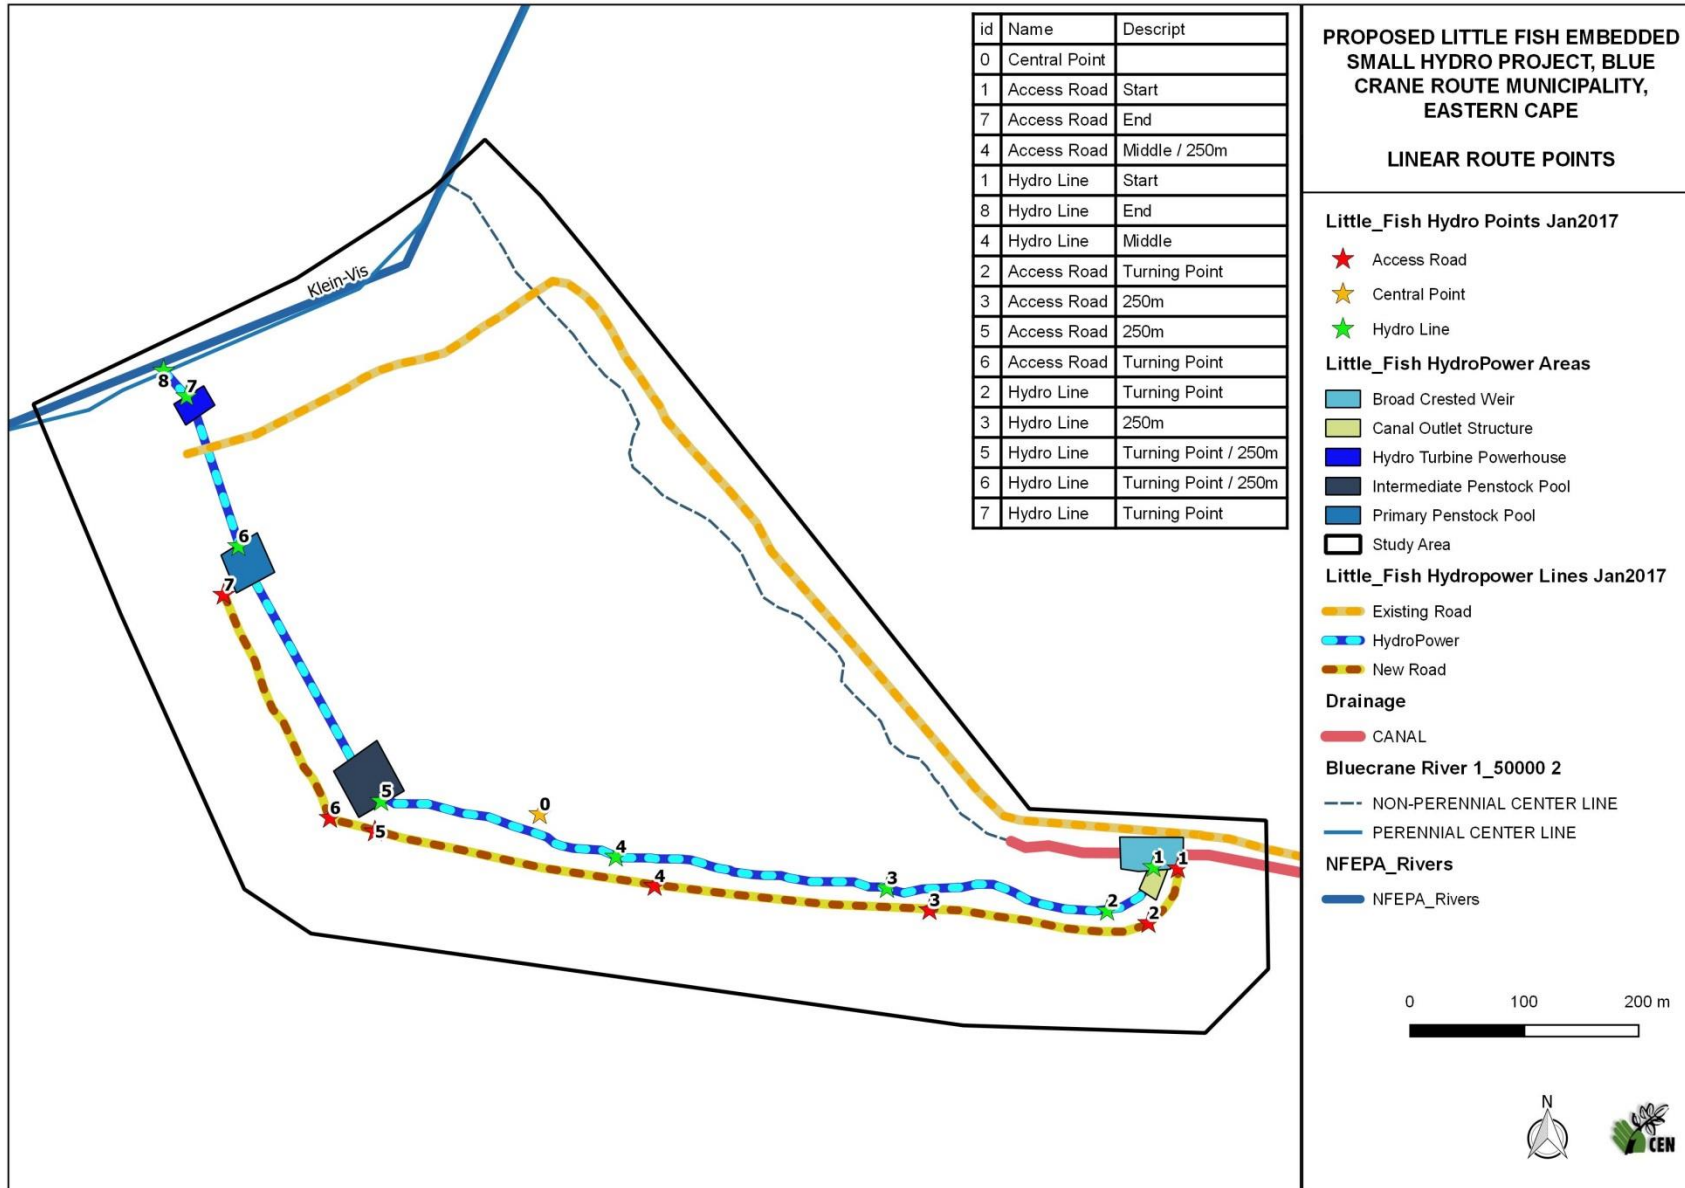 id Name Descript
0 Central Point
1 Access Road Start
7 Access Road End
4 Access Road Middle / 250m
1 Hydro Line Start
8 Hydro Line End
4 Hydro Line Middle
2 Access Road Turning Point
3 Access Road 250m
5 Access Road 250m
6 Access Road Turning Point
2 Hydro Line Turning Point
3 Hydro Line 250m
5 Hydro Line Turning Point / 250m
6 Hydro Line Turning Point / 250m
7 Hydro Line Turning Point
PROPOSED LITTLE FISH EMBEDDED
SMALL HYDRO PROJECT, BLUE
CRANE ROUTE MUNICIPALITY,
EASTERN CAPE
LINEAR ROUTE POINTS
Little_Fish Hydro Points Jan2017
Access Road
Central Point
Hydro Line
Little_Fish HydroPower Areas
Broad Crested Weir
Canal Outlet Structure
Hydro Turbine Powerhouse
Intermediate Penstock Pool
Primary Penstock Pool
Study Area
Little_Fish Hydropower Lines Jan2017
Existing Road
HydroPower
New Road
Drainage
CANAL
Bluecrane River 1_50000 2
NON-PERENNIAL CENTER LINE
PERENNIAL CENTER LINE
NFEPA_Rivers
NFEPA_Rivers
0 100 200 m
N
CEN
Klein-Vis
8
7
6
7
6
5
5
0
4
4
3
3
2
2
1
1